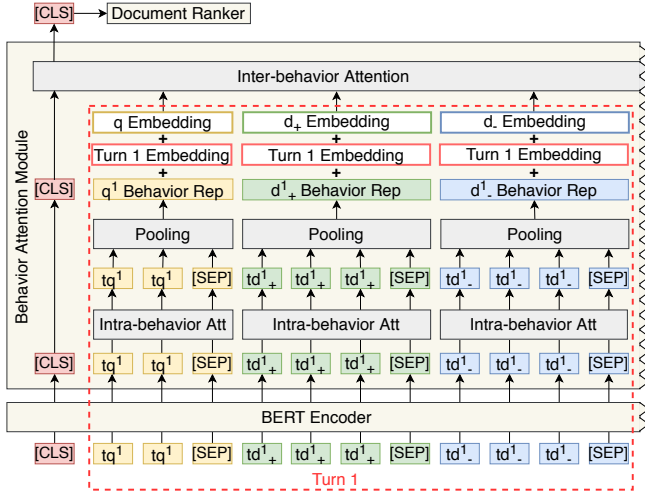 [CLS] Document Ranker
Inter-behavior Attention
q Embedding d₊ Embedding d₋ Embedding
+ + +
Turn 1 Embedding Turn 1 Embedding Turn 1 Embedding
+ + +
[CLS] q¹ Behavior Rep d¹₊ Behavior Rep d¹₋ Behavior Rep
Pooling Pooling Pooling
tq¹ tq¹ [SEP] td¹₊ td¹₊ td¹₊ [SEP] td¹₋ td¹₋ td¹₋ [SEP]
Intra-behavior Att Intra-behavior Att Intra-behavior Att
[CLS] tq¹ tq¹ [SEP] td¹₊ td¹₊ td¹₊ [SEP] td¹₋ td¹₋ td¹₋ [SEP]
Behavior Attention Module
BERT Encoder
[CLS] tq¹ tq¹ [SEP] td¹₊ td¹₊ td¹₊ [SEP] td¹₋ td¹₋ td¹₋ [SEP]
Turn 1